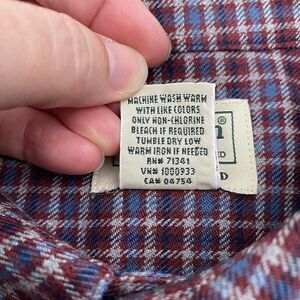 MACHINE WASH WARM
WITH LIKE COLORS
ONLY NON-CHLORINE
BLEACH IF REQUIRED
TUMBLE DRY LOW
WARM IRON IF NEEDED
RN# 71341
VN# 1000933
CA# 04754